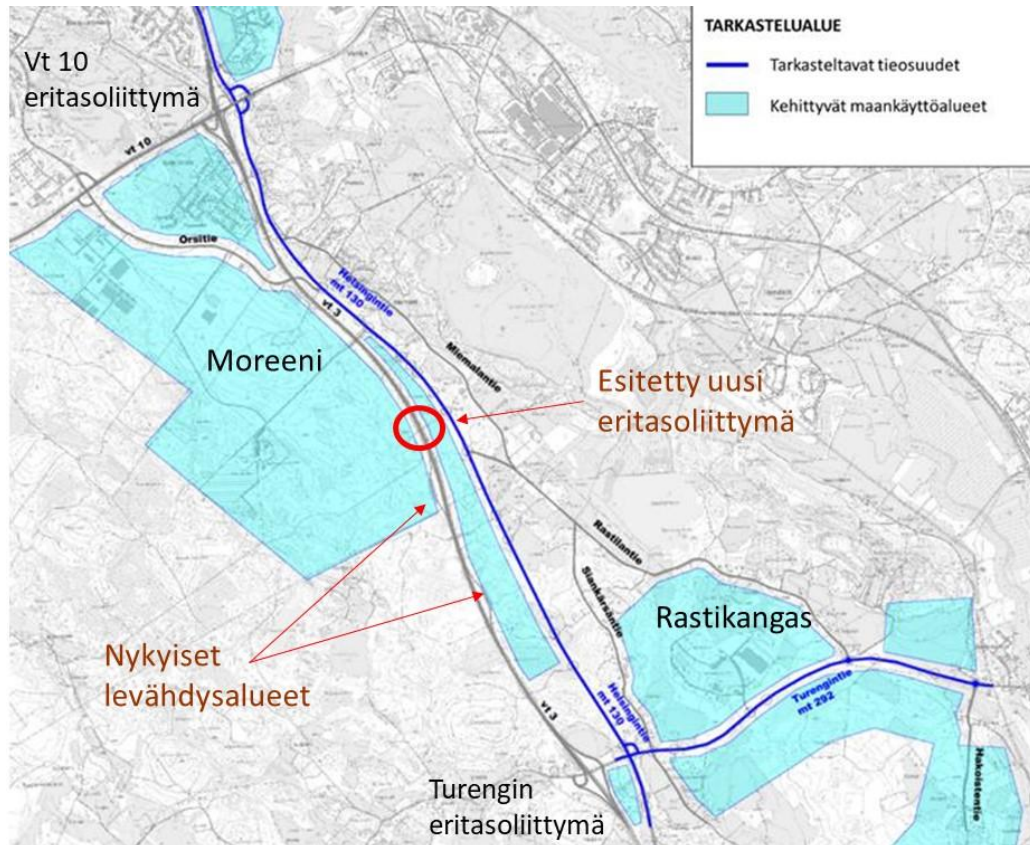 TARKASTELUALUE
Tarkasteltavat tieosuudet
Kehittyvät maankäyttöalueet
Vt 10
eritasoliittymä
vt 10
Orsitie
Helsingintie
mt 130
vt 3
Miemalantie
Moreeni
Esitetty uusi
eritasoliittymä
Rastilantie
Siankärsäntie
Rastikangas
Nykyiset
levähdysalueet
Turengintie
mt 292
Helsingintie
mt 130
vt 3
Hakoistentie
Turengin
eritasoliittymä